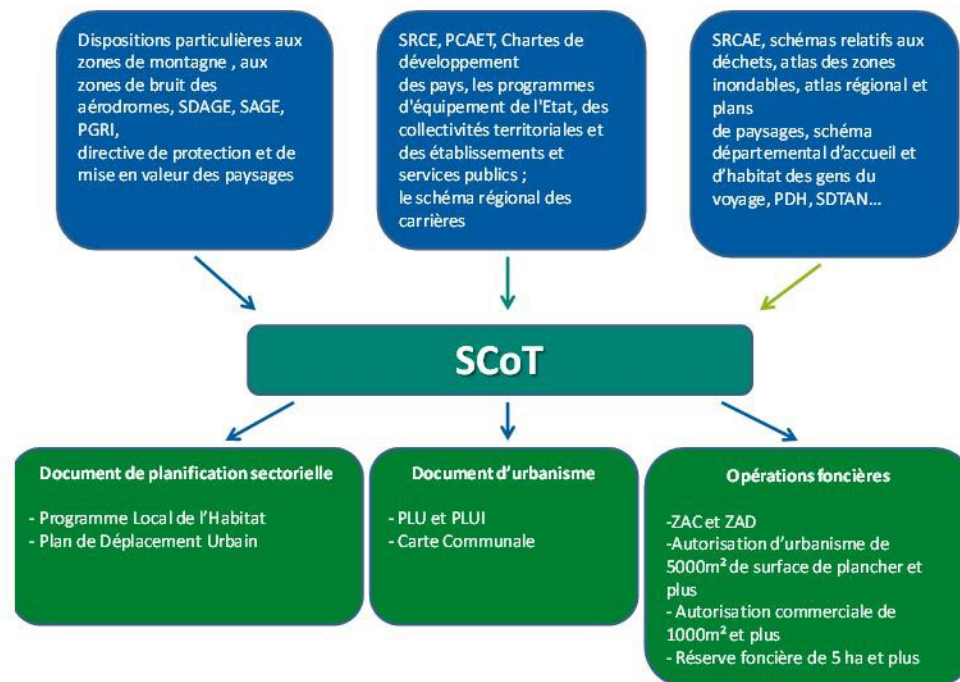 Dispositions particulières aux
zones de montagne , aux
zones de bruit des
aérodromes, SDAGE, SAGE,
PGRI,
directive de protection et de
mise en valeur des paysages
SRCE, PCAET, Chartes de
développement
des pays, les programmes
d'équipement de l'Etat, des
collectivités territoriales et
des établissements et
services publics ;
le schéma régional des
carrières
SRCAE, schémas relatifs aux
déchets, atlas des zones
inondables, atlas régional et
plans
de paysages, schéma
départemental d’accueil et
d’habitat des gens du
voyage, PDH, SDTAN…
SCoT
Document de planification sectorielle
- Programme Local de l’Habitat
- Plan de Déplacement Urbain
Document d’urbanisme
- PLU et PLUI
- Carte Communale
Opérations foncières
-ZAC et ZAD
-Autorisation d’urbanisme de
5000m² de surface de plancher et
plus
- Autorisation commerciale de
1000m² et plus
- Réserve foncière de 5 ha et plus